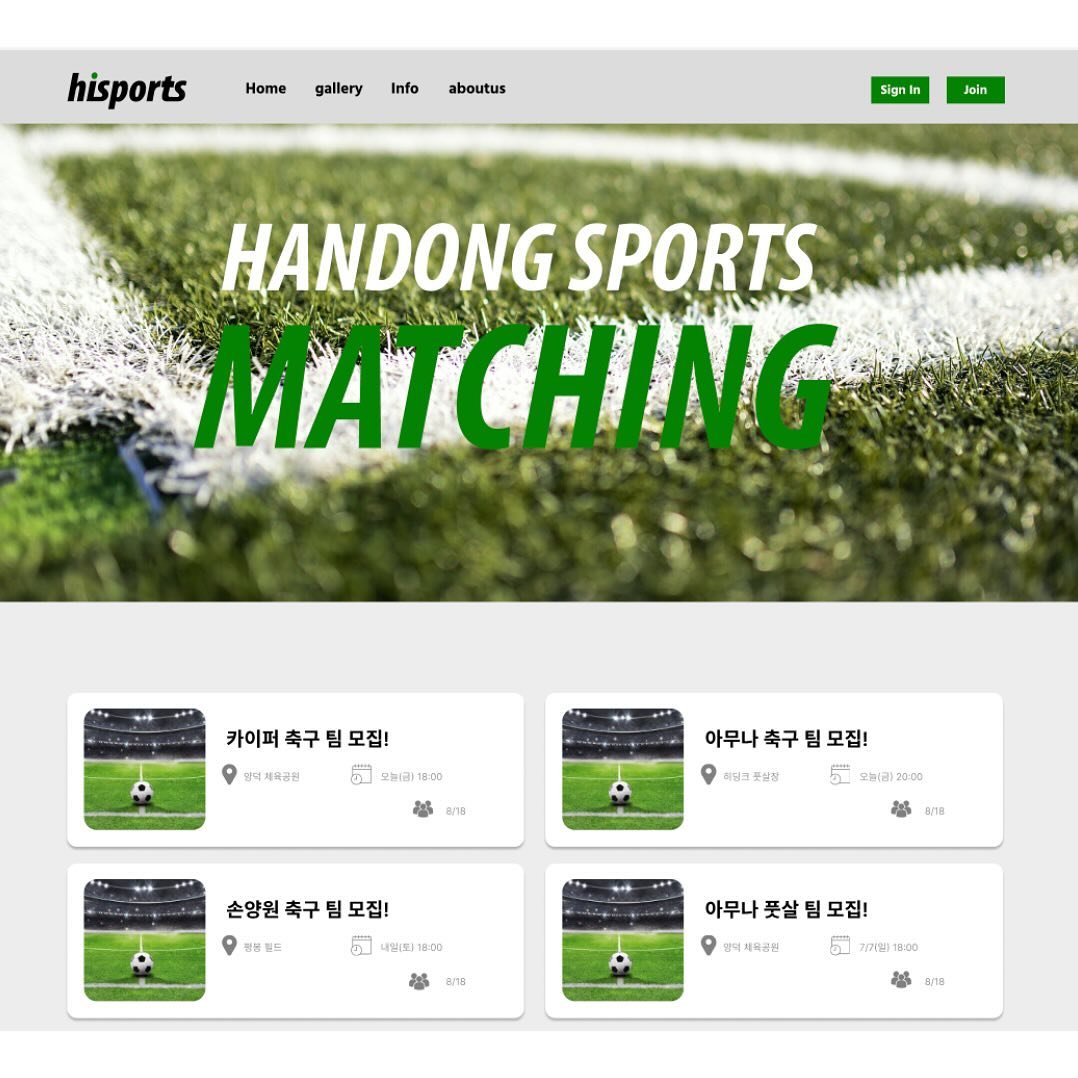 hisports
Home gallery Info aboutus
Sign In Join
HANDONG SPORTS
MATCHING
카이퍼 축구 팀 모집!
양덕 체육공원 오늘(금) 18:00
8/18
아무나 축구 팀 모집!
히딩크 풋살장 오늘(금) 20:00
8/18
손양원 축구 팀 모집!
평봉 필드 내일(토) 18:00
8/18
아무나 풋살 팀 모집!
양덕 체육공원 7/7(일) 18:00
8/18